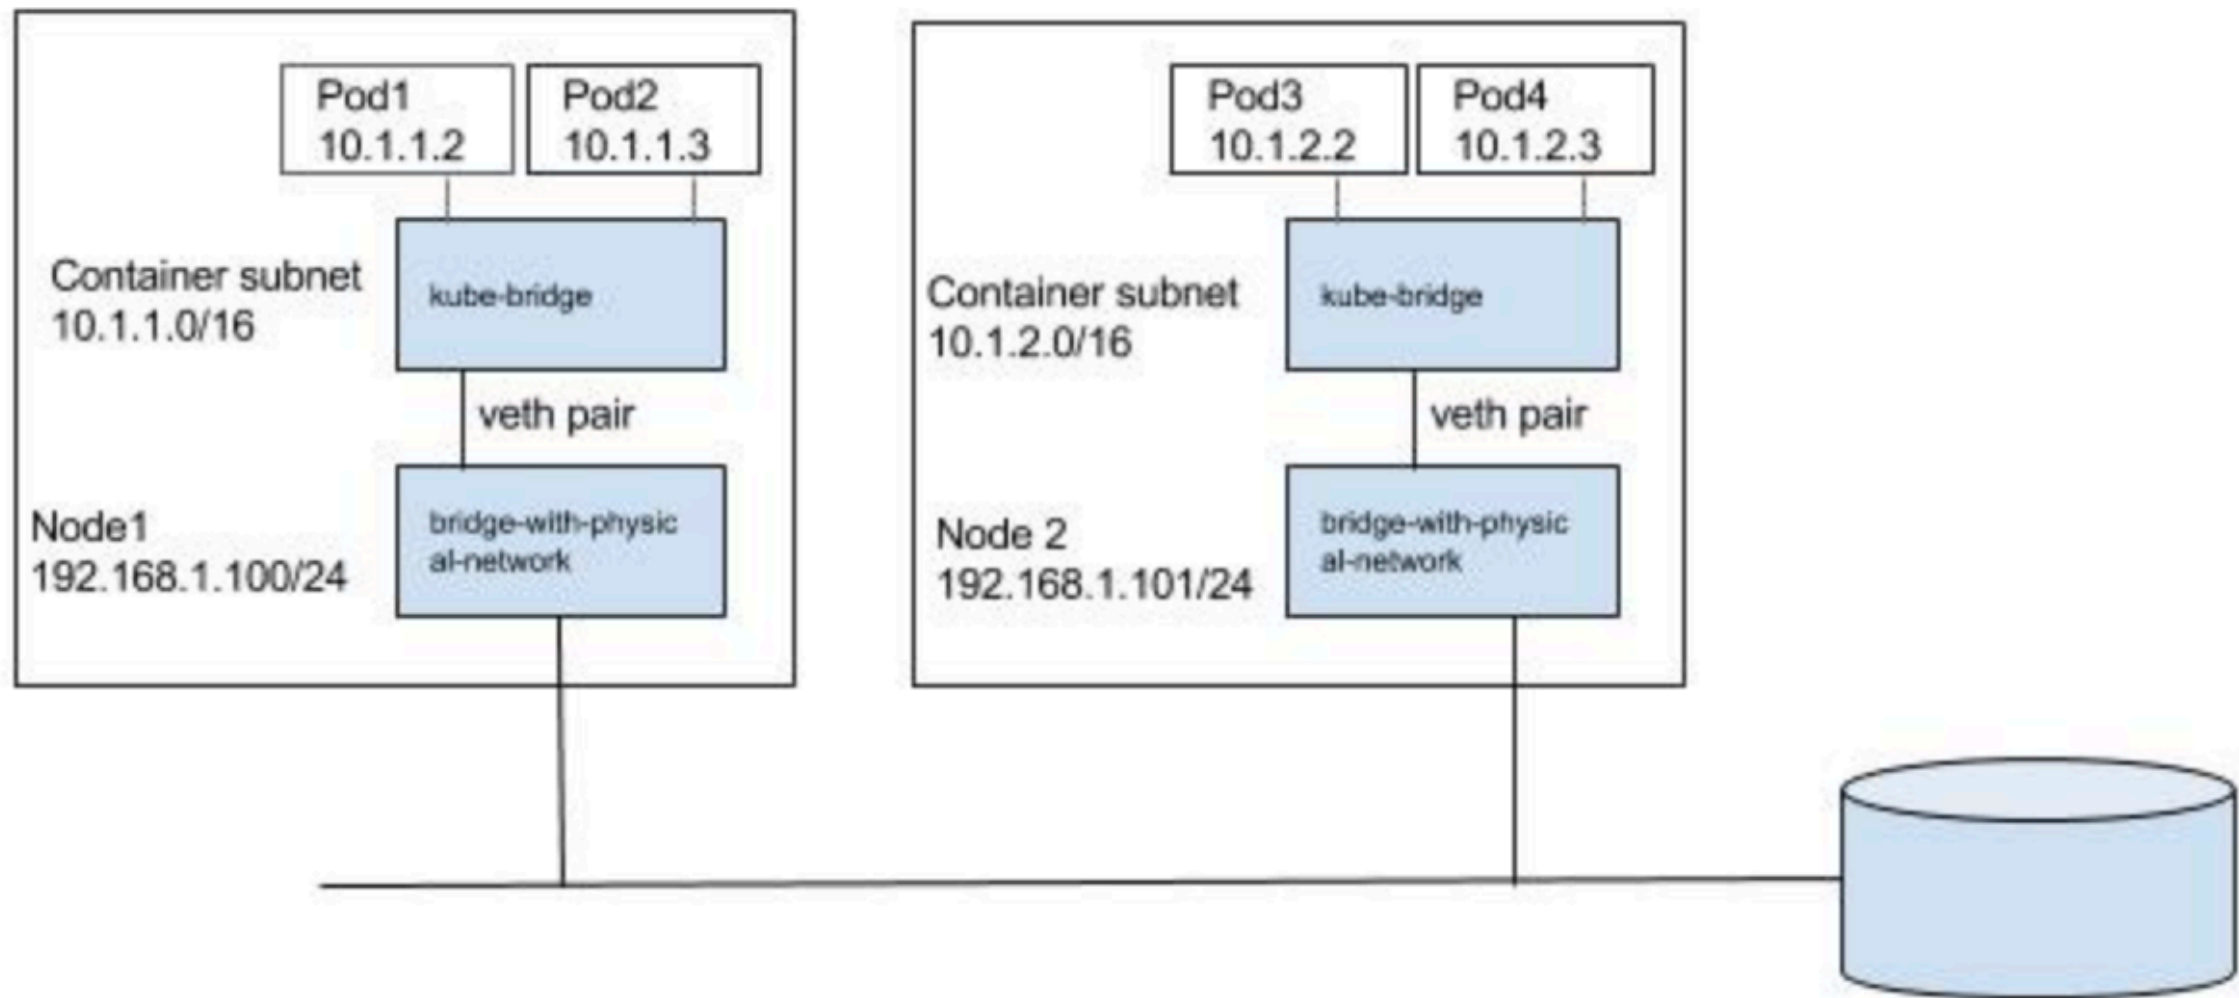 Pod1
10.1.1.2
Pod2
10.1.1.3
Container subnet
10.1.1.0/16
kube-bridge
veth pair
Node1
192.168.1.100/24
bridge-with-physic
al-network
Pod3
10.1.2.2
Pod4
10.1.2.3
Container subnet
10.1.2.0/16
kube-bridge
veth pair
Node 2
192.168.1.101/24
bridge-with-physic
al-network